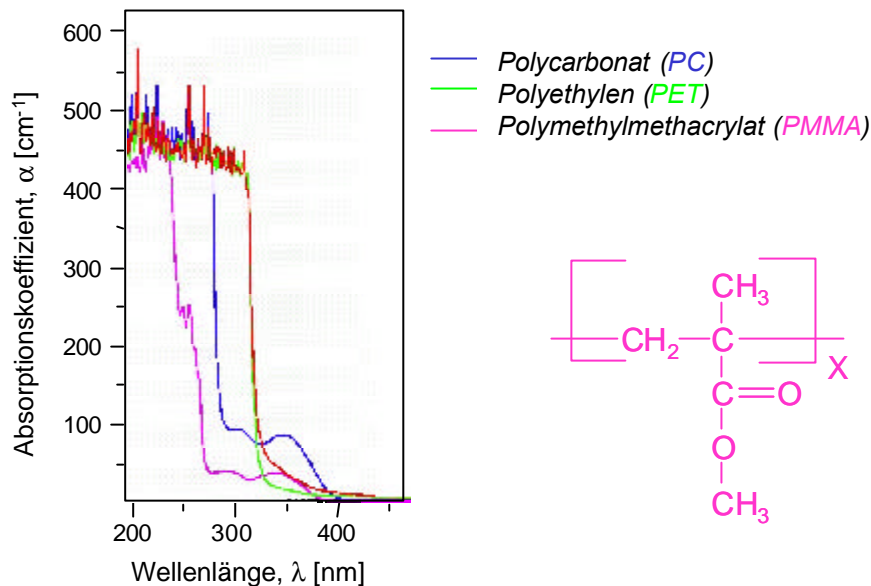 600
500
400
300
200
100
200
300
400
Absorptionskoeffizient, α [cm-1]
Wellenlänge, λ [nm]
Polycarbonat (PC)
Polyethylen (PET)
Polymethylmethacrylat (PMMA)
CH3
CH2
C
X
C
O
O
CH3